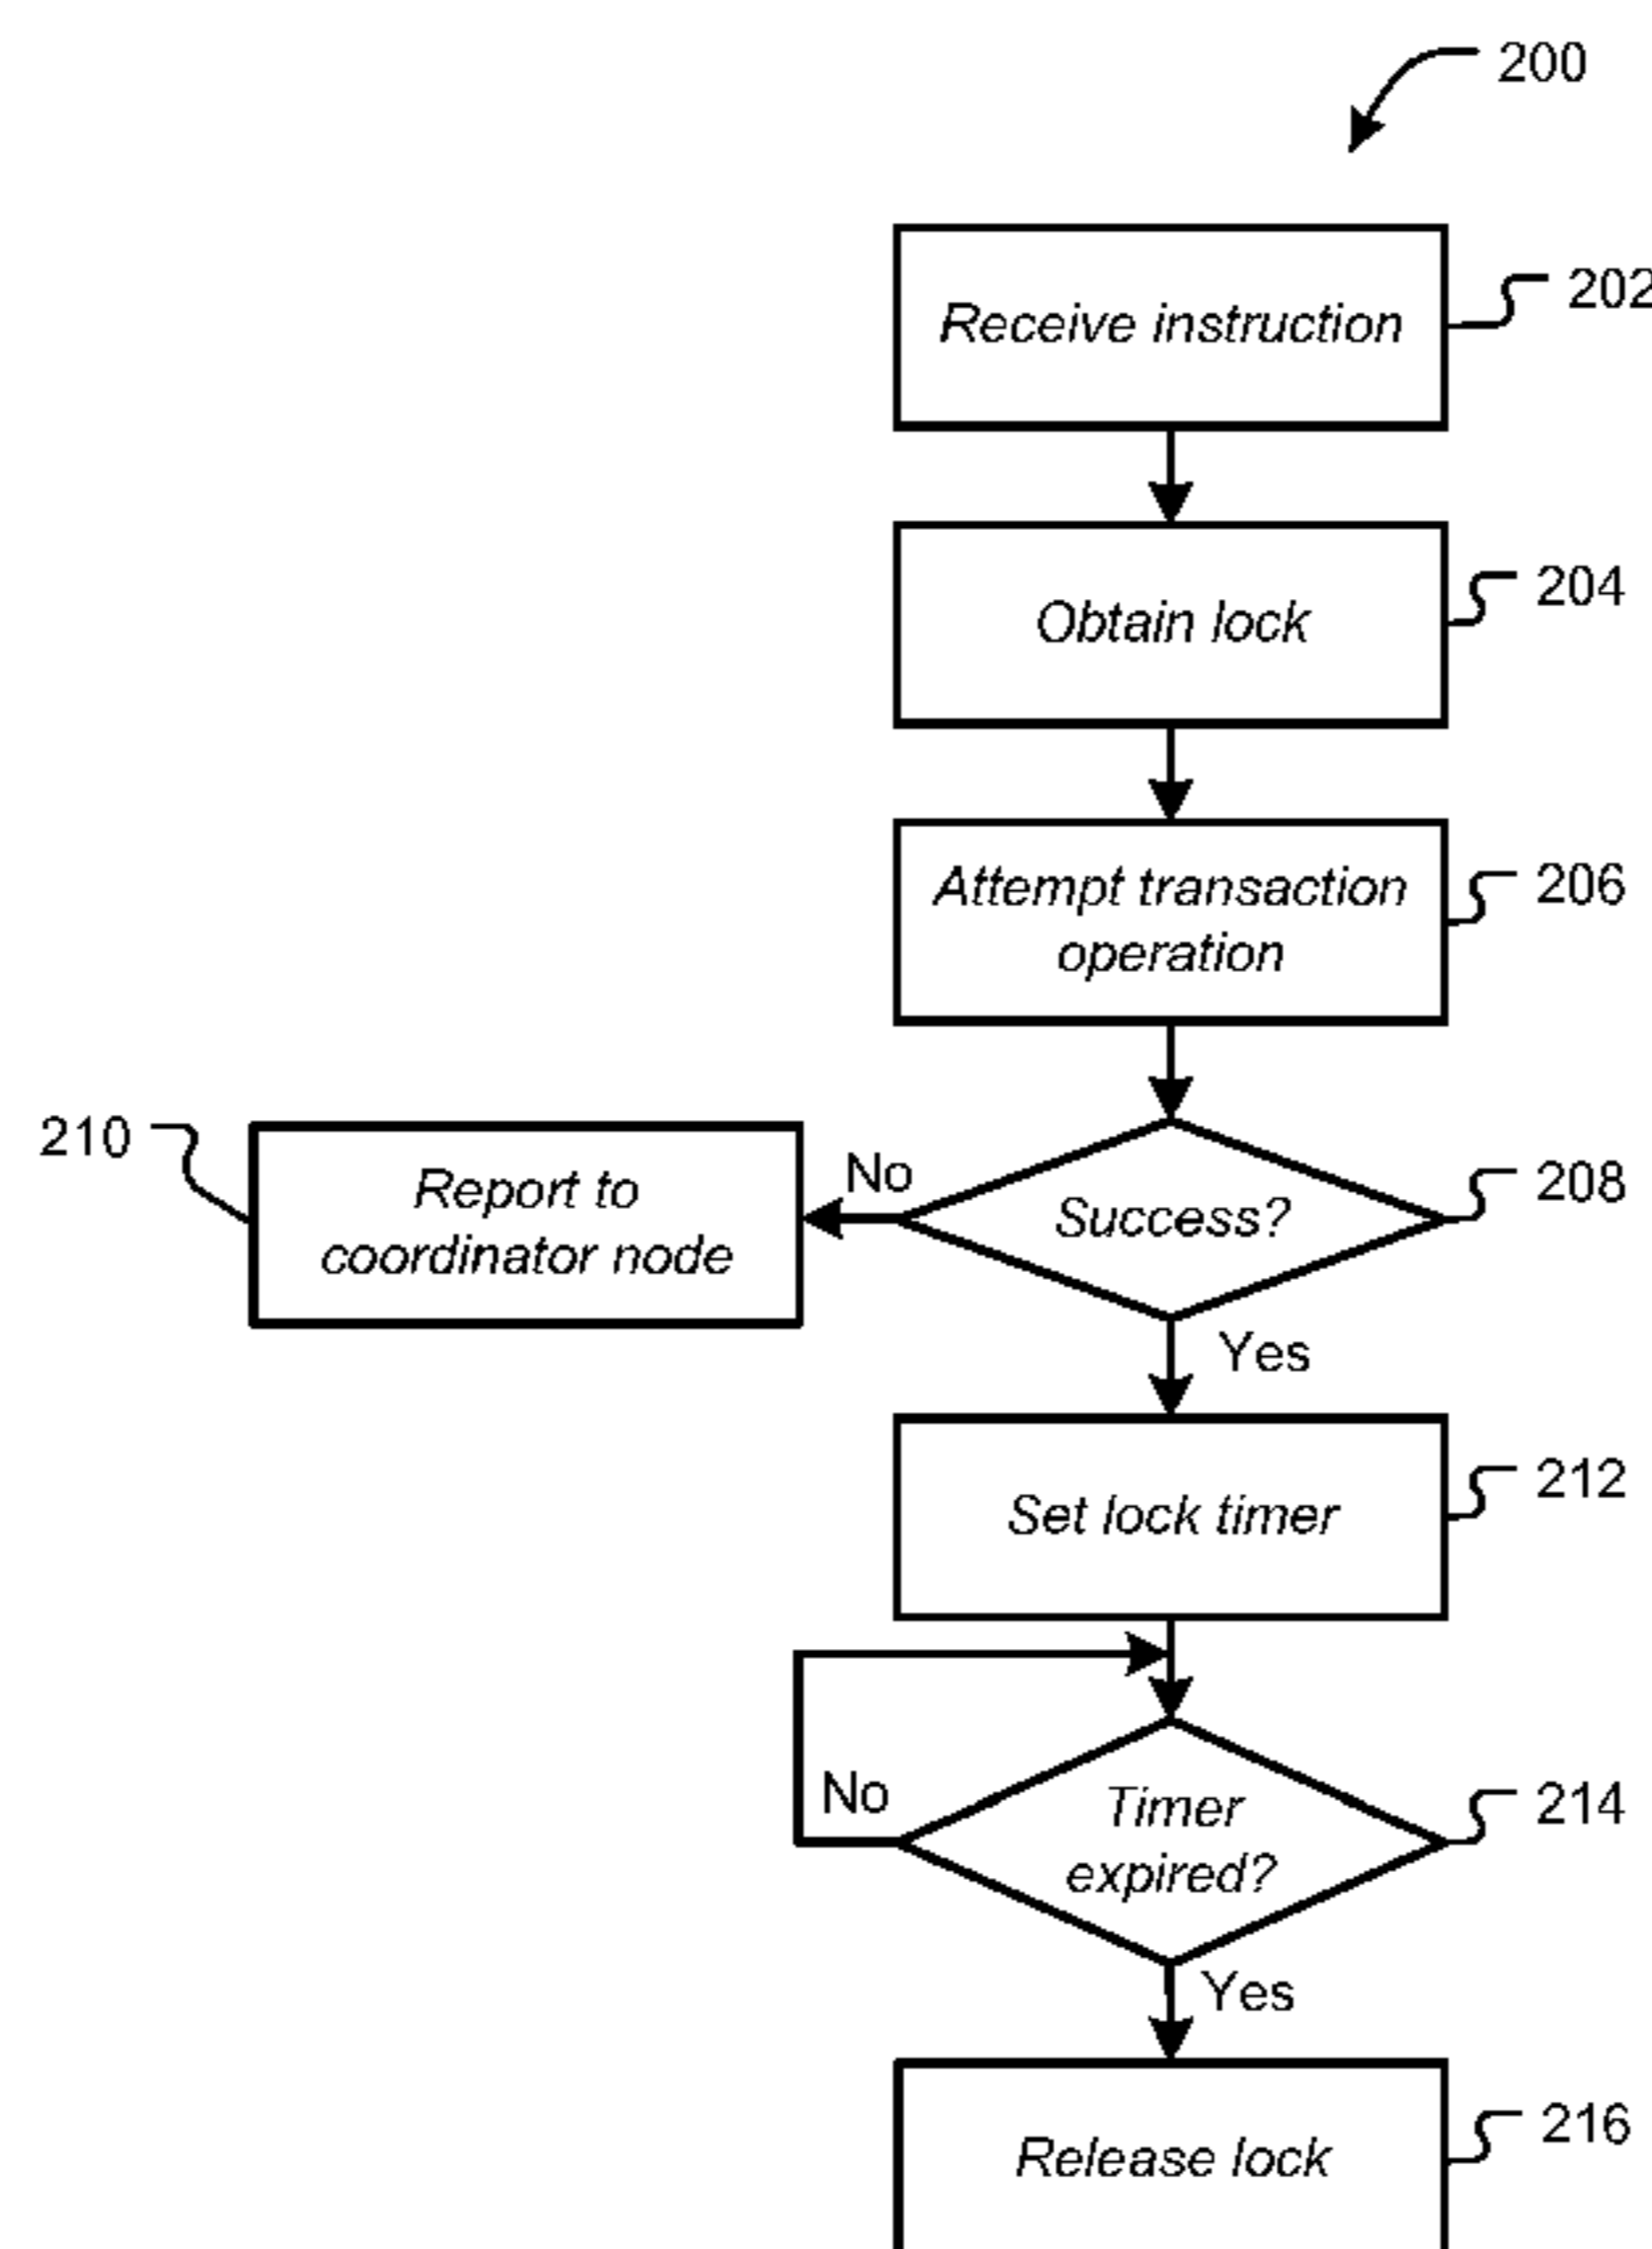 200
Receive instruction
202
Obtain lock
204
Attempt transaction
operation
206
210
Report to
coordinator node
No
Success?
208
Yes
Set lock timer
212
No
Timer
expired?
214
Yes
Release lock
216